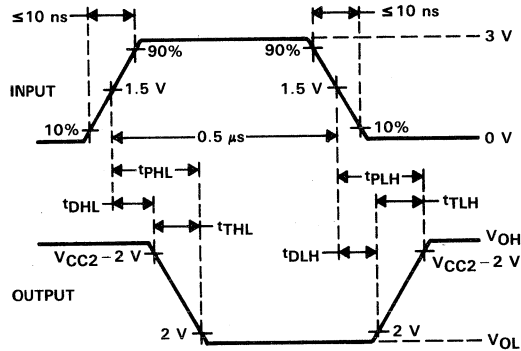 ≤10 ns
≤10 ns
3 V
90%
90%
INPUT
1.5 V
1.5 V
10%
10%
0.5 µs
0 V
tPHL
tPLH
tDHL
tTLH
tTHL
tDLH
VOH
VCC2–2 V
VCC2–2 V
OUTPUT
2 V
2 V
VOL